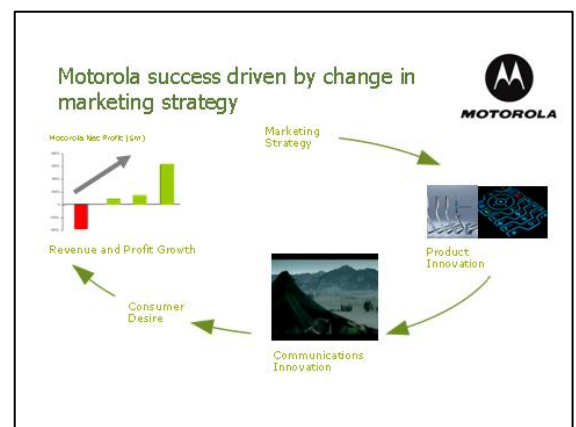 Motorola success driven by change in
marketing strategy
MOTOROLA
Motorola Net Profit ($m)
Marketing
Strategy
Revenue and Profit Growth
Product
Innovation
Consumer
Desire
Communications
Innovation